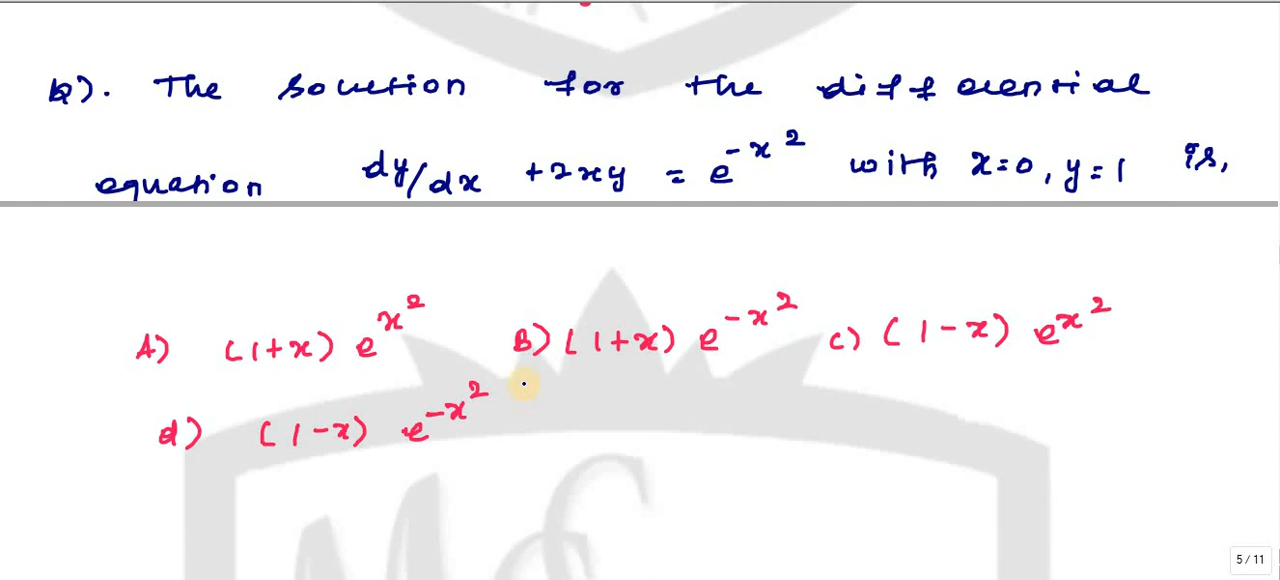 Q). The solution for the differential
equation dy/dx + 2xy = e^{-x^2} with x=0, y=1 is,
A) (1+x) e^{x^2} B) (1+x) e^{-x^2} C) (1-x) e^{x^2}
d) (1-x) e^{-x^2}
MSC
5 / 11